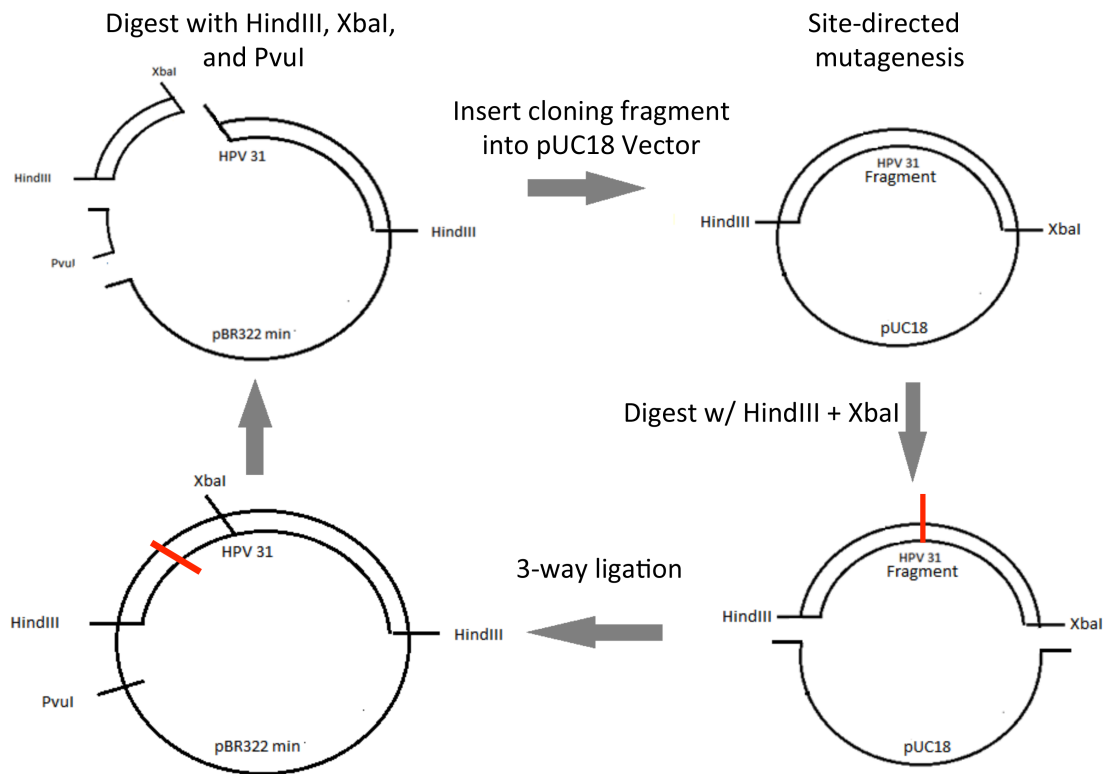 Digest with HindIII, XbaI,
and PvuI
XbaI
HPV 31
HindIII
HindIII
PvuI
pBR322 min
Insert cloning fragment
into pUC18 Vector
Site-directed
mutagenesis
HPV 31
Fragment
HindIII
XbaI
pUC18
Digest w/ HindIII + XbaI
HPV 31
Fragment
HindIII
XbaI
pUC18
3-way ligation
XbaI
HPV 31
HindIII
HindIII
PvuI
pBR322 min